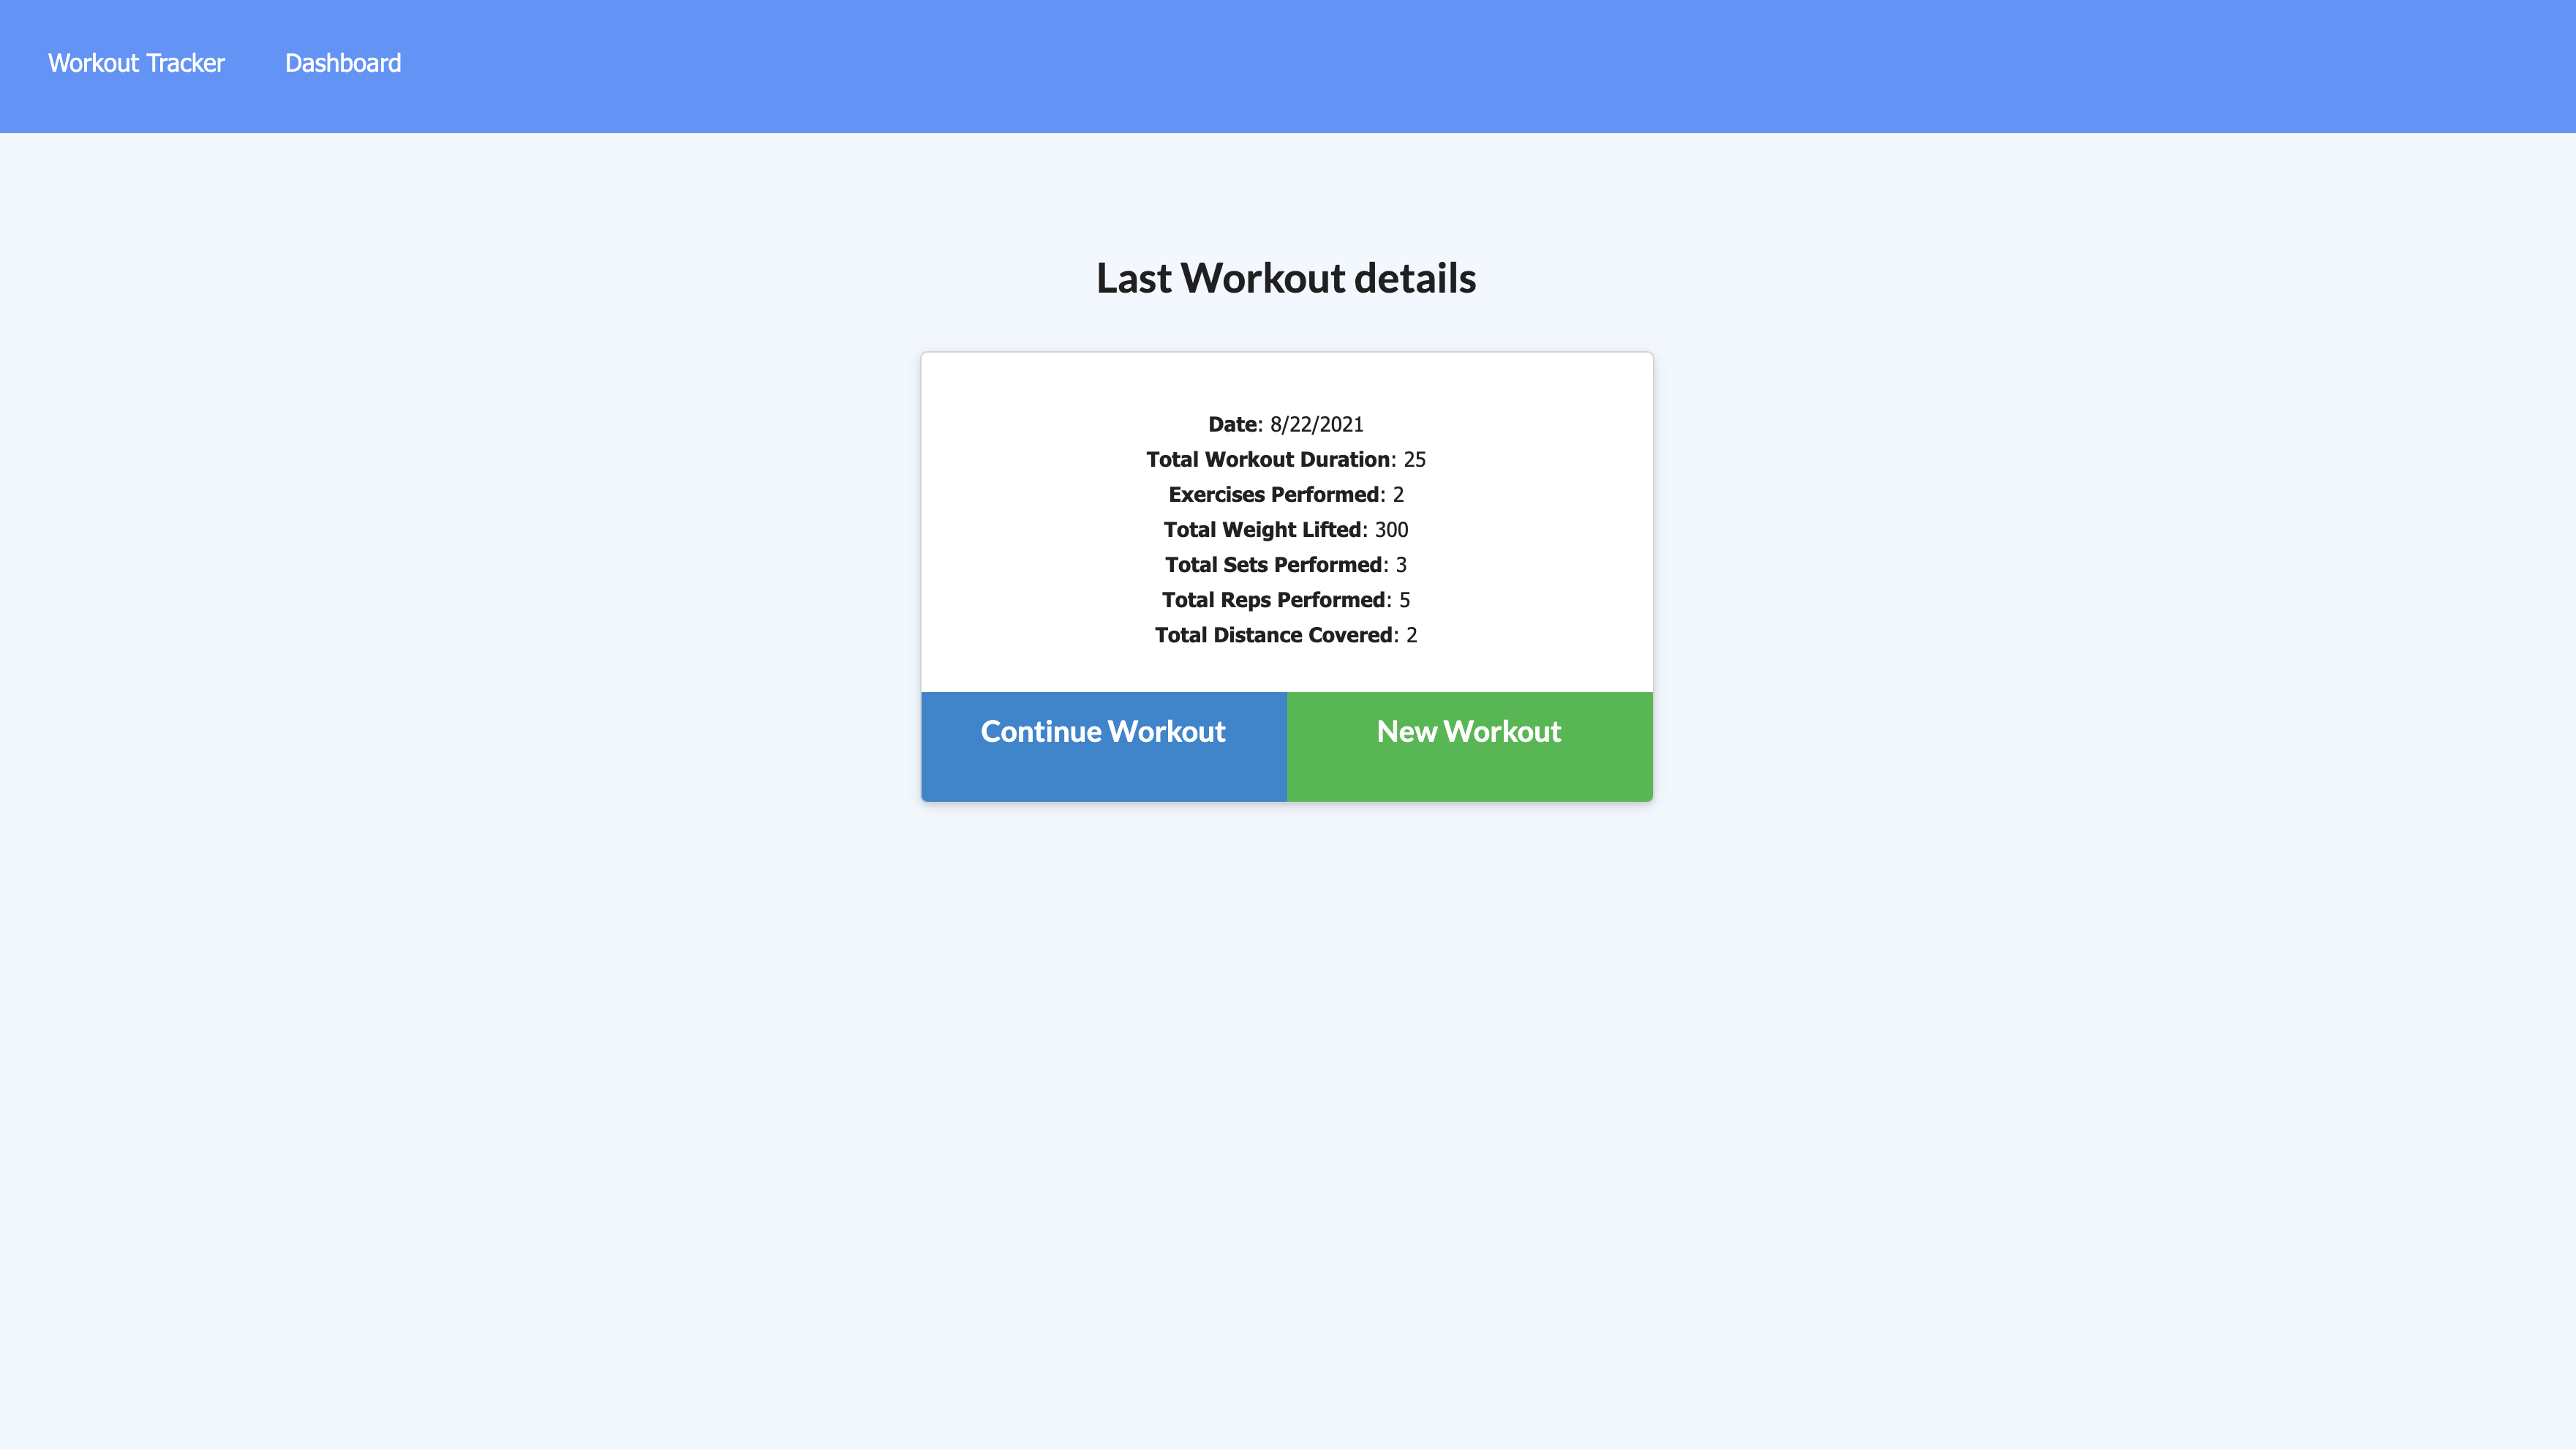 Workout Tracker Dashboard
Last Workout details
Date: 8/22/2021
Total Workout Duration: 25
Exercises Performed: 2
Total Weight Lifted: 300
Total Sets Performed: 3
Total Reps Performed: 5
Total Distance Covered: 2
Continue Workout New Workout